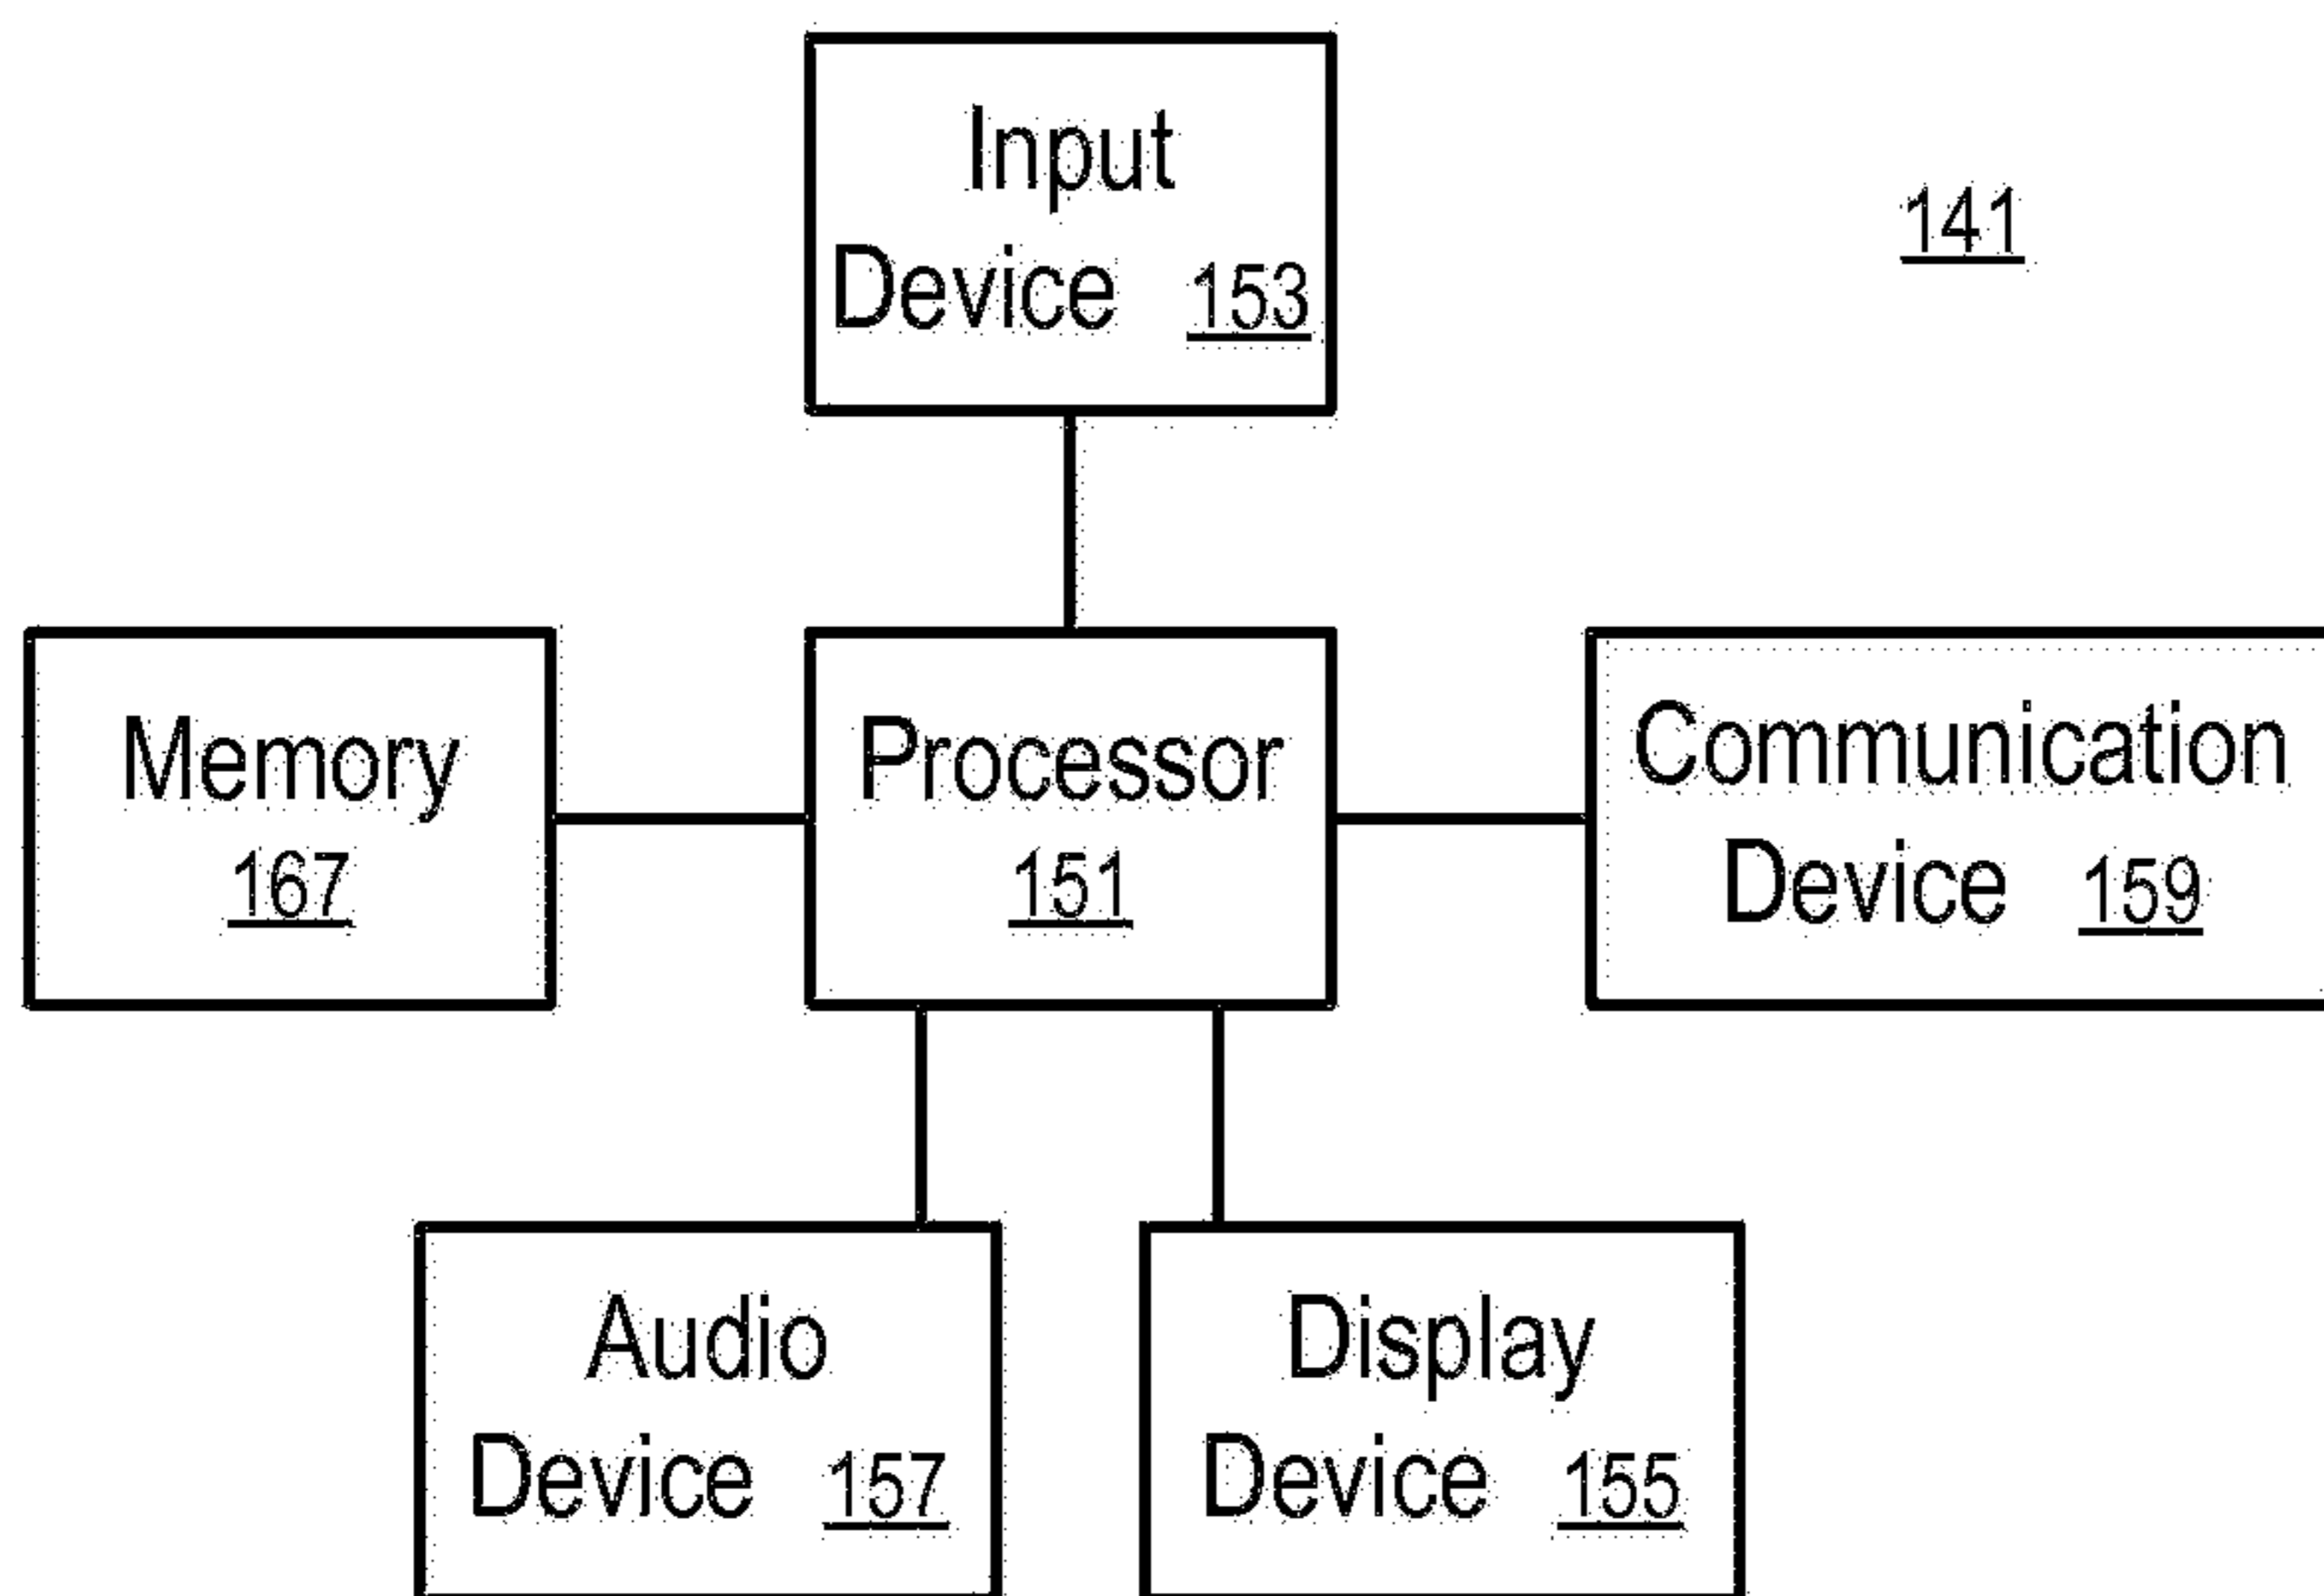 Input
Device 153
141
Memory
167
Processor
151
Communication
Device 159
Audio
Device 157
Display
Device 155